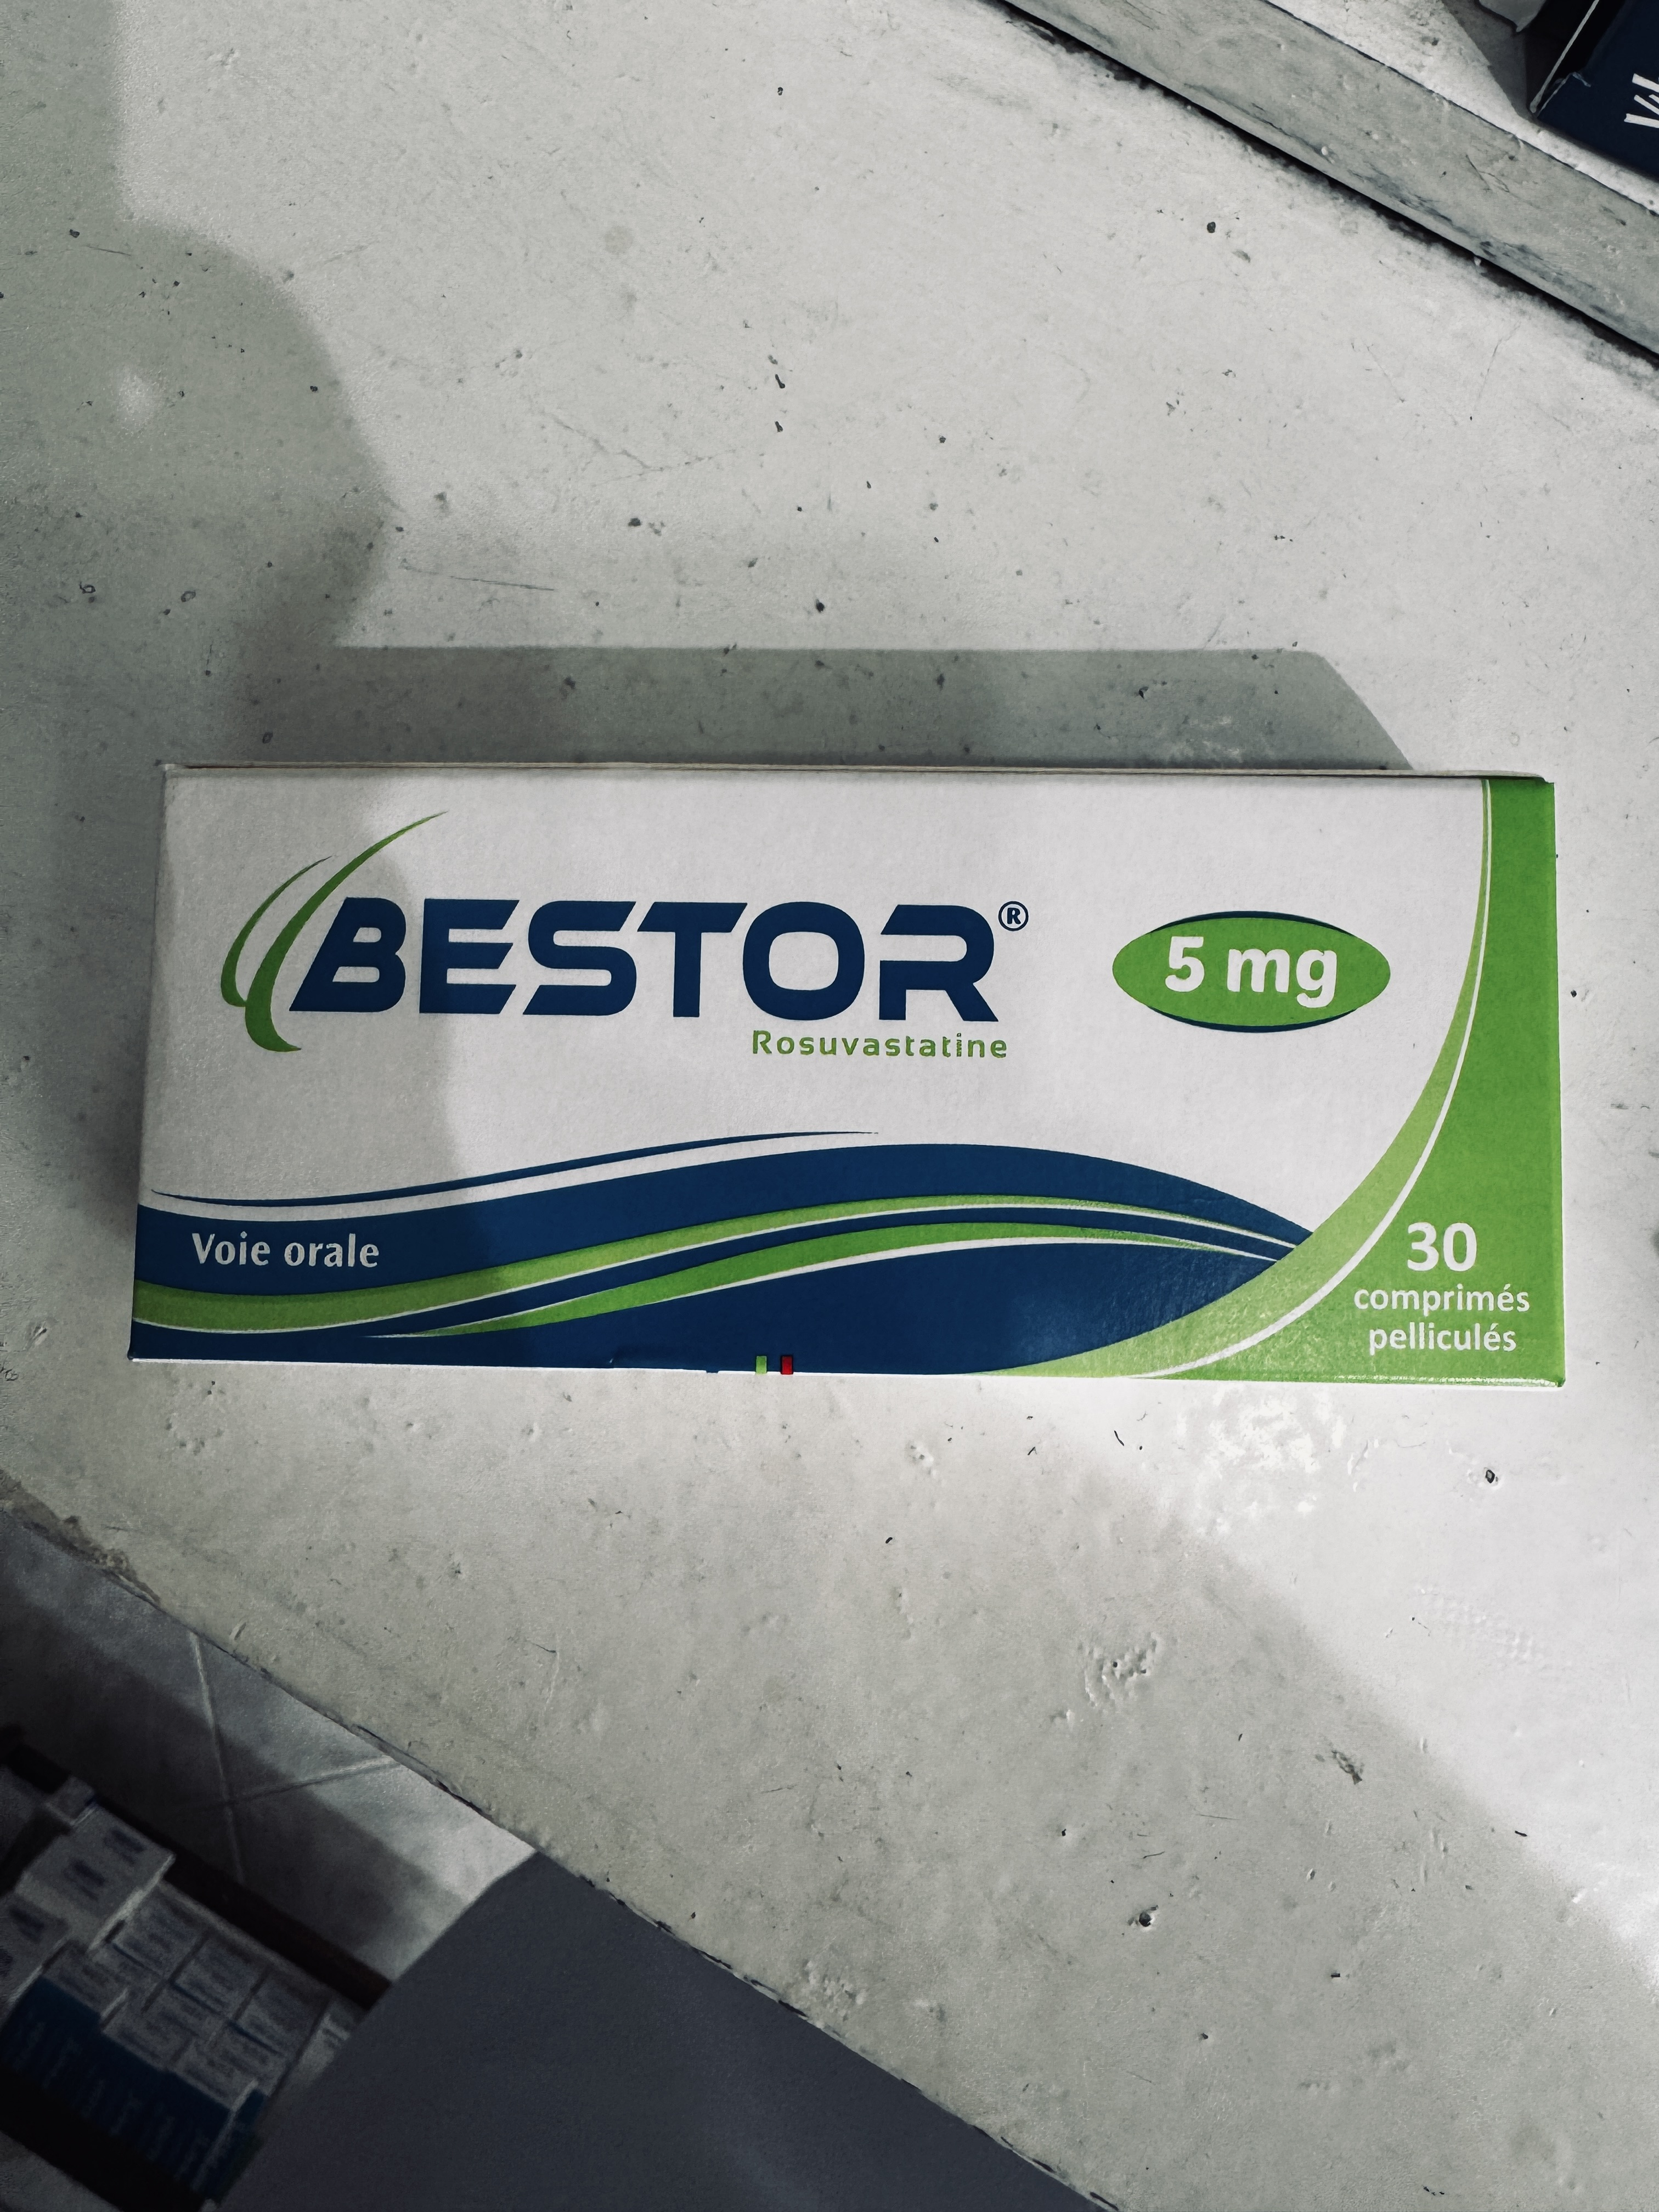 BESTOR®
Rosuvastatine
5 mg
Voie orale
30
comprimés
pelliculés